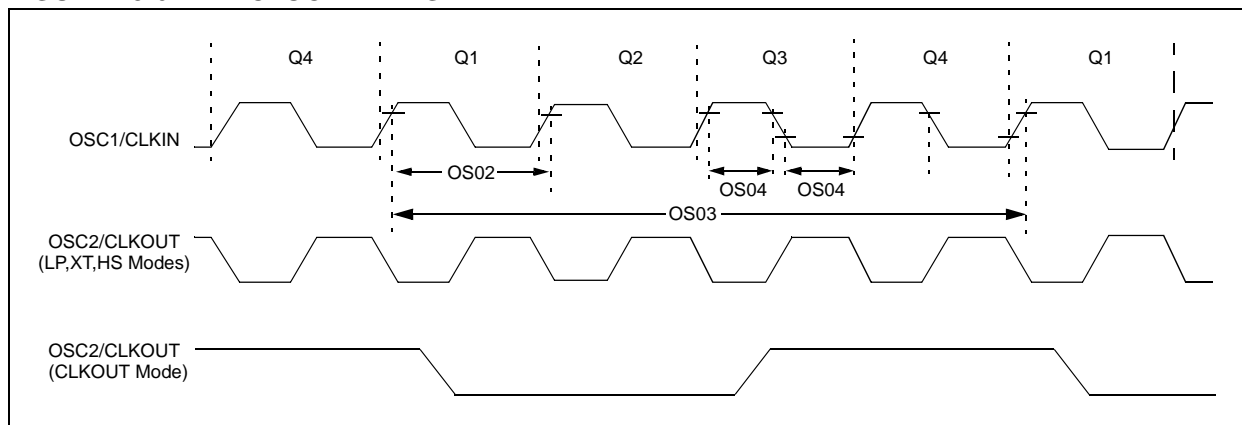 Q4 Q1 Q2 Q3 Q4 Q1
OSC1/CLKIN
OS02
OS04 OS04
OS03
OSC2/CLKOUT
(LP,XT,HS Modes)
OSC2/CLKOUT
(CLKOUT Mode)